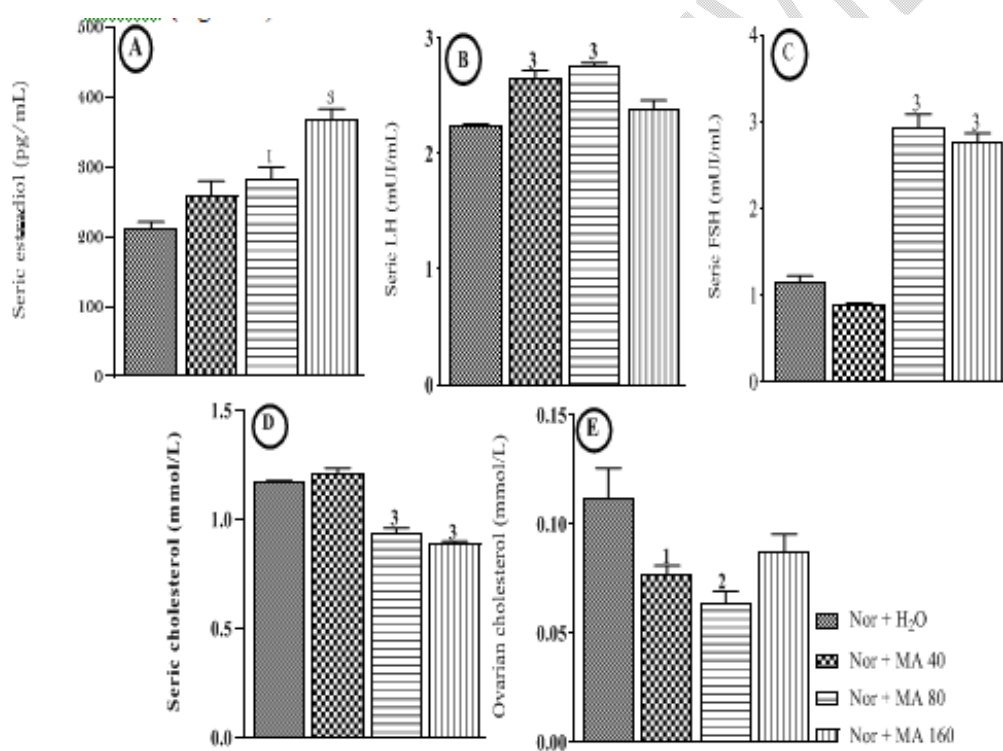 500
400
300
200
100
0
Seric estradiol (pg/mL)
A
1
3
3
2
1
0
Seric LH (mUI/mL)
B
3
3
4
3
2
1
0
Seric FSH (mUI/mL)
C
3
3
1.5
1.0
0.5
0.0
Seric cholesterol (mmol/L)
D
3
3
0.15
0.10
0.05
0.00
Ovarian cholesterol (mmol/L)
E
1
2
Nor + H₂O
Nor + MA 40
Nor + MA 80
Nor + MA 160